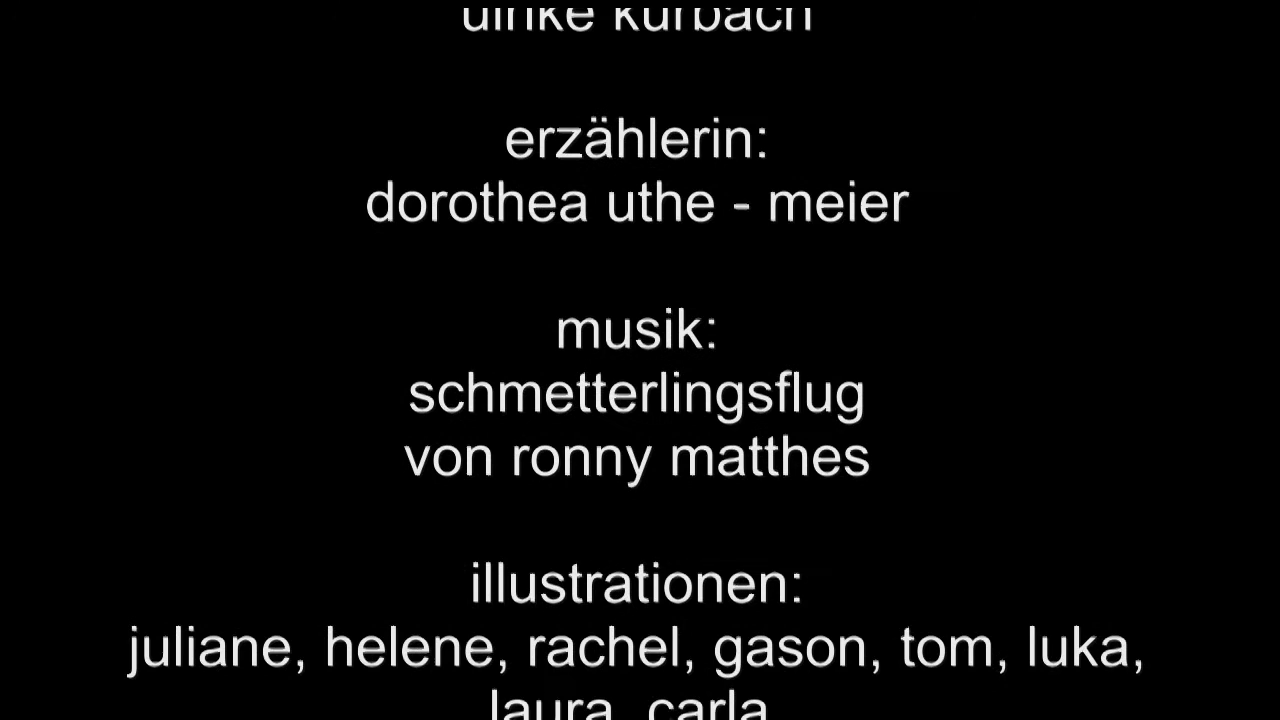 ulrike kurbach
erzählerin:
dorothea uthe - meier
musik:
schmetterlingsflug
von ronny matthes
illustrationen:
juliane, helene, rachel, gason, tom, luka,
laura, carla